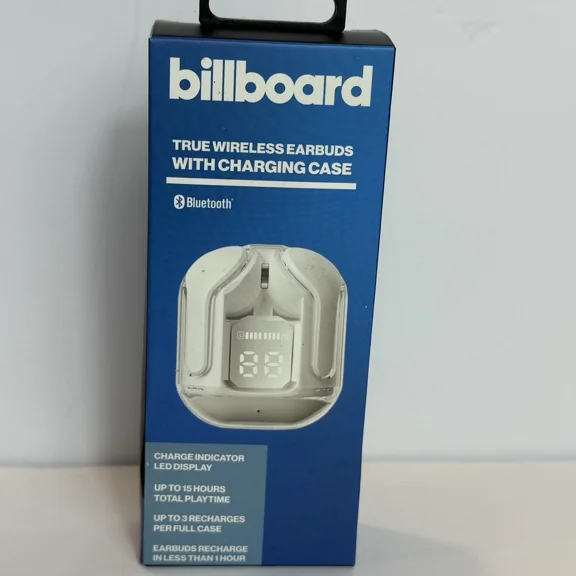 billboard
TRUE WIRELESS EARBUDS
WITH CHARGING CASE
Bluetooth®
88
CHARGE INDICATOR
LED DISPLAY
UP TO 15 HOURS
TOTAL PLAYTIME
UP TO 3 RECHARGES
PER FULL CASE
EARBUDS RECHARGE
IN LESS THAN 1 HOUR